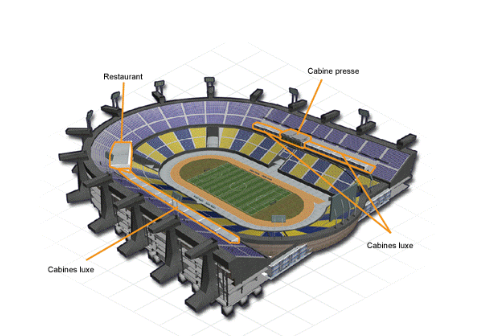 Cabine presse
Restaurant
Cabines luxe
Cabines luxe